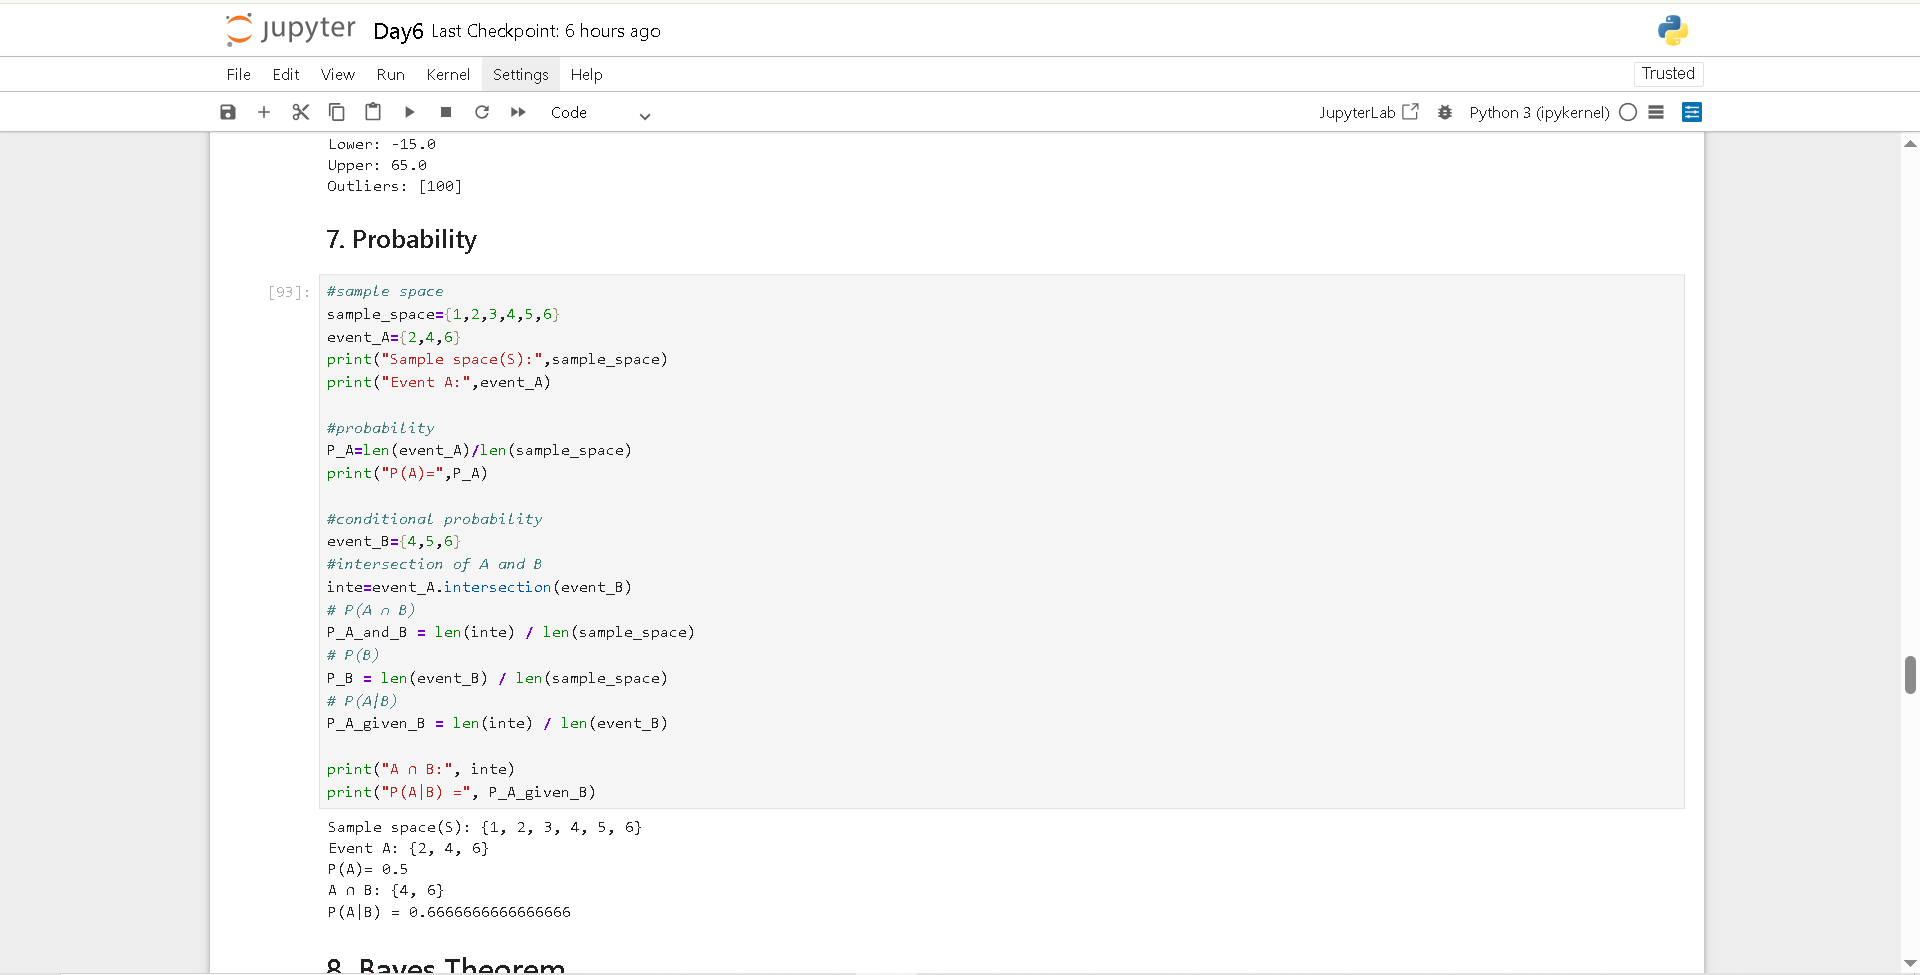 jupyter Day6 Last Checkpoint: 6 hours ago
File Edit View Run Kernel Settings Help
Trusted
Code
JupyterLab
Python 3 (ipykernel)
Lower: -15.0
Upper: 65.0
Outliers: [100]
7. Probability
[93]:
#sample space
sample_space={1,2,3,4,5,6}
event_A={2,4,6}
print("Sample space(S):",sample_space)
print("Event A:",event_A)
#probability
P_A=len(event_A)/len(sample_space)
print("P(A)=",P_A)
#conditional probability
event_B={4,5,6}
#intersection of A and B
inte=event_A.intersection(event_B)
# P(A ∩ B)
P_A_and_B = len(inte) / len(sample_space)
# P(B)
P_B = len(event_B) / len(sample_space)
# P(A|B)
P_A_given_B = len(inte) / len(event_B)
print("A ∩ B:", inte)
print("P(A|B) =", P_A_given_B)
Sample space(S): {1, 2, 3, 4, 5, 6}
Event A: {2, 4, 6}
P(A)= 0.5
A ∩ B: {4, 6}
P(A|B) = 0.6666666666666666
8. Bayes Theorem